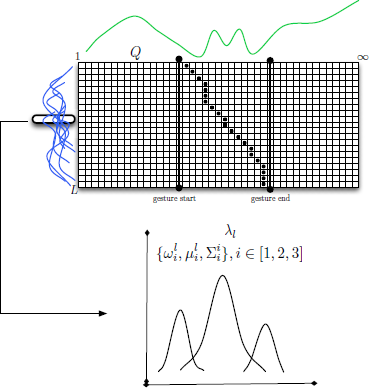 1 Q ∞
L
gesture start gesture end
λ_l
{ω_i^l, μ_i^l, Σ_i^i}, i ∈ [1, 2, 3]